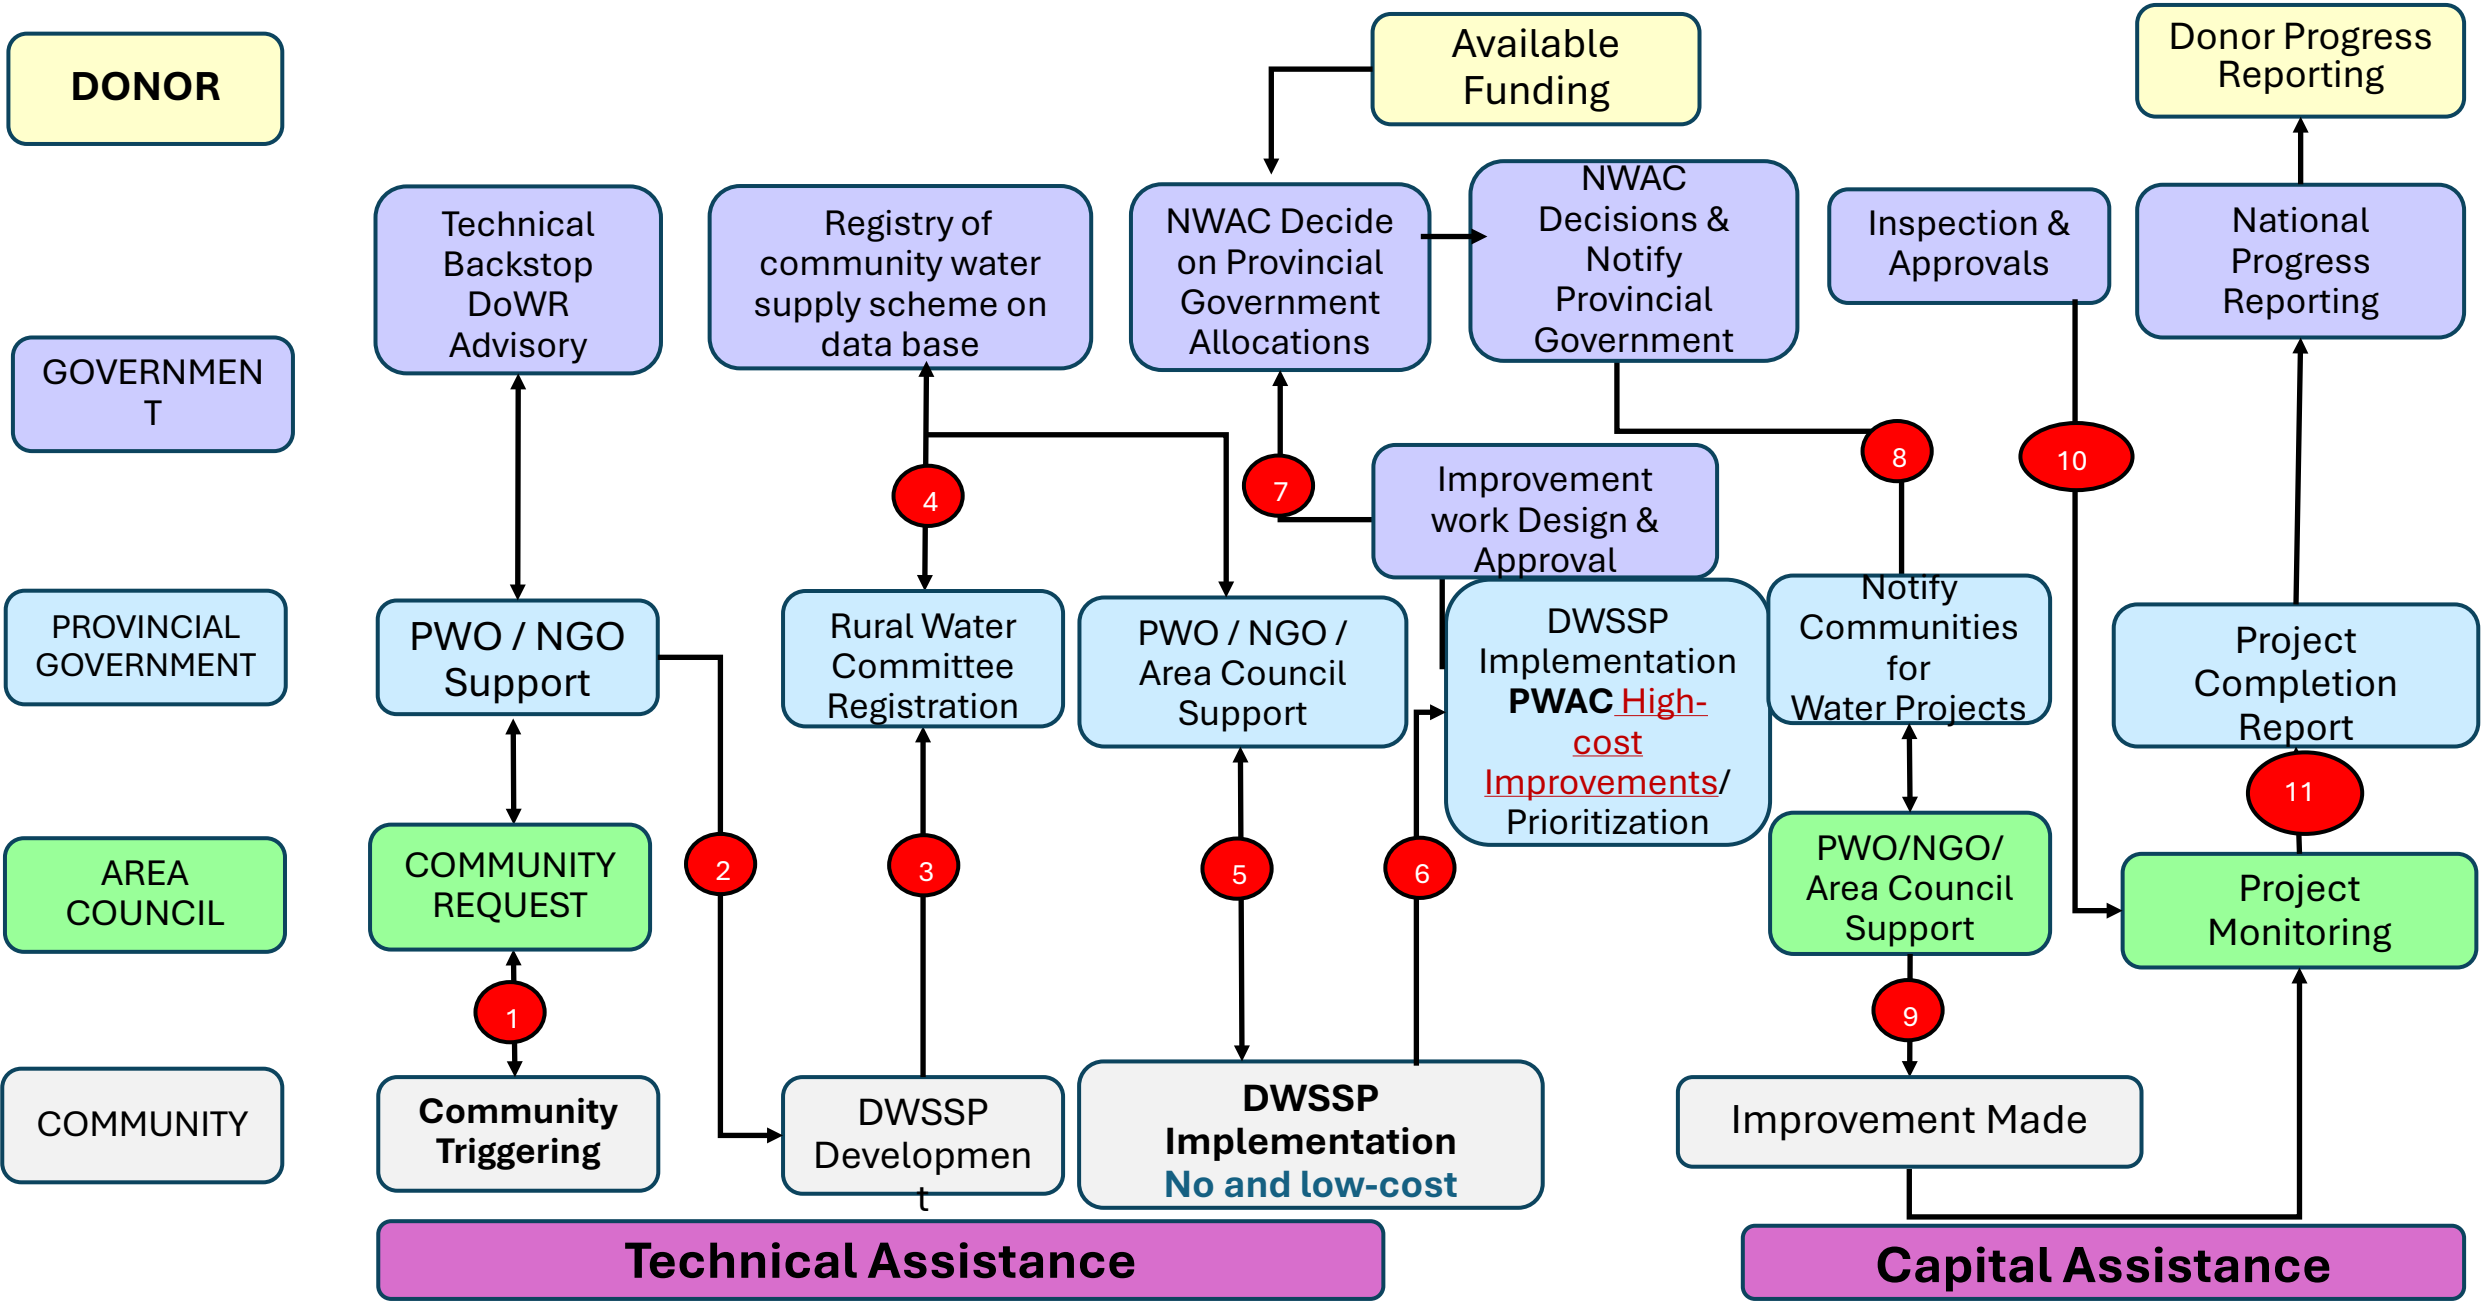 DONOR
Available
Funding
Donor Progress
Reporting
GOVERNMEN
T
Technical
Backstop
DoWR
Advisory
Registry of
community water
supply scheme on
data base
NWAC Decide
on Provincial
Government
Allocations
NWAC
Decisions &
Notify
Provincial
Government
Inspection &
Approvals
National
Progress
Reporting
4
7
Improvement
work Design &
Approval
8
10
PROVINCIAL
GOVERNMENT
PWO / NGO
Support
Rural Water
Committee
Registration
PWO / NGO /
Area Council
Support
DWSSP
Implementation
PWAC High-
cost
Improvements/
Prioritization
Notify
Communities
for
Water Projects
Project
Completion
Report
11
AREA
COUNCIL
COMMUNITY
REQUEST
2
3
5
6
PWO/NGO/
Area Council
Support
Project
Monitoring
1
9
COMMUNITY
Community
Triggering
DWSSP
Developmen
t
DWSSP
Implementation
No and low-cost
Improvement Made
Technical Assistance
Capital Assistance